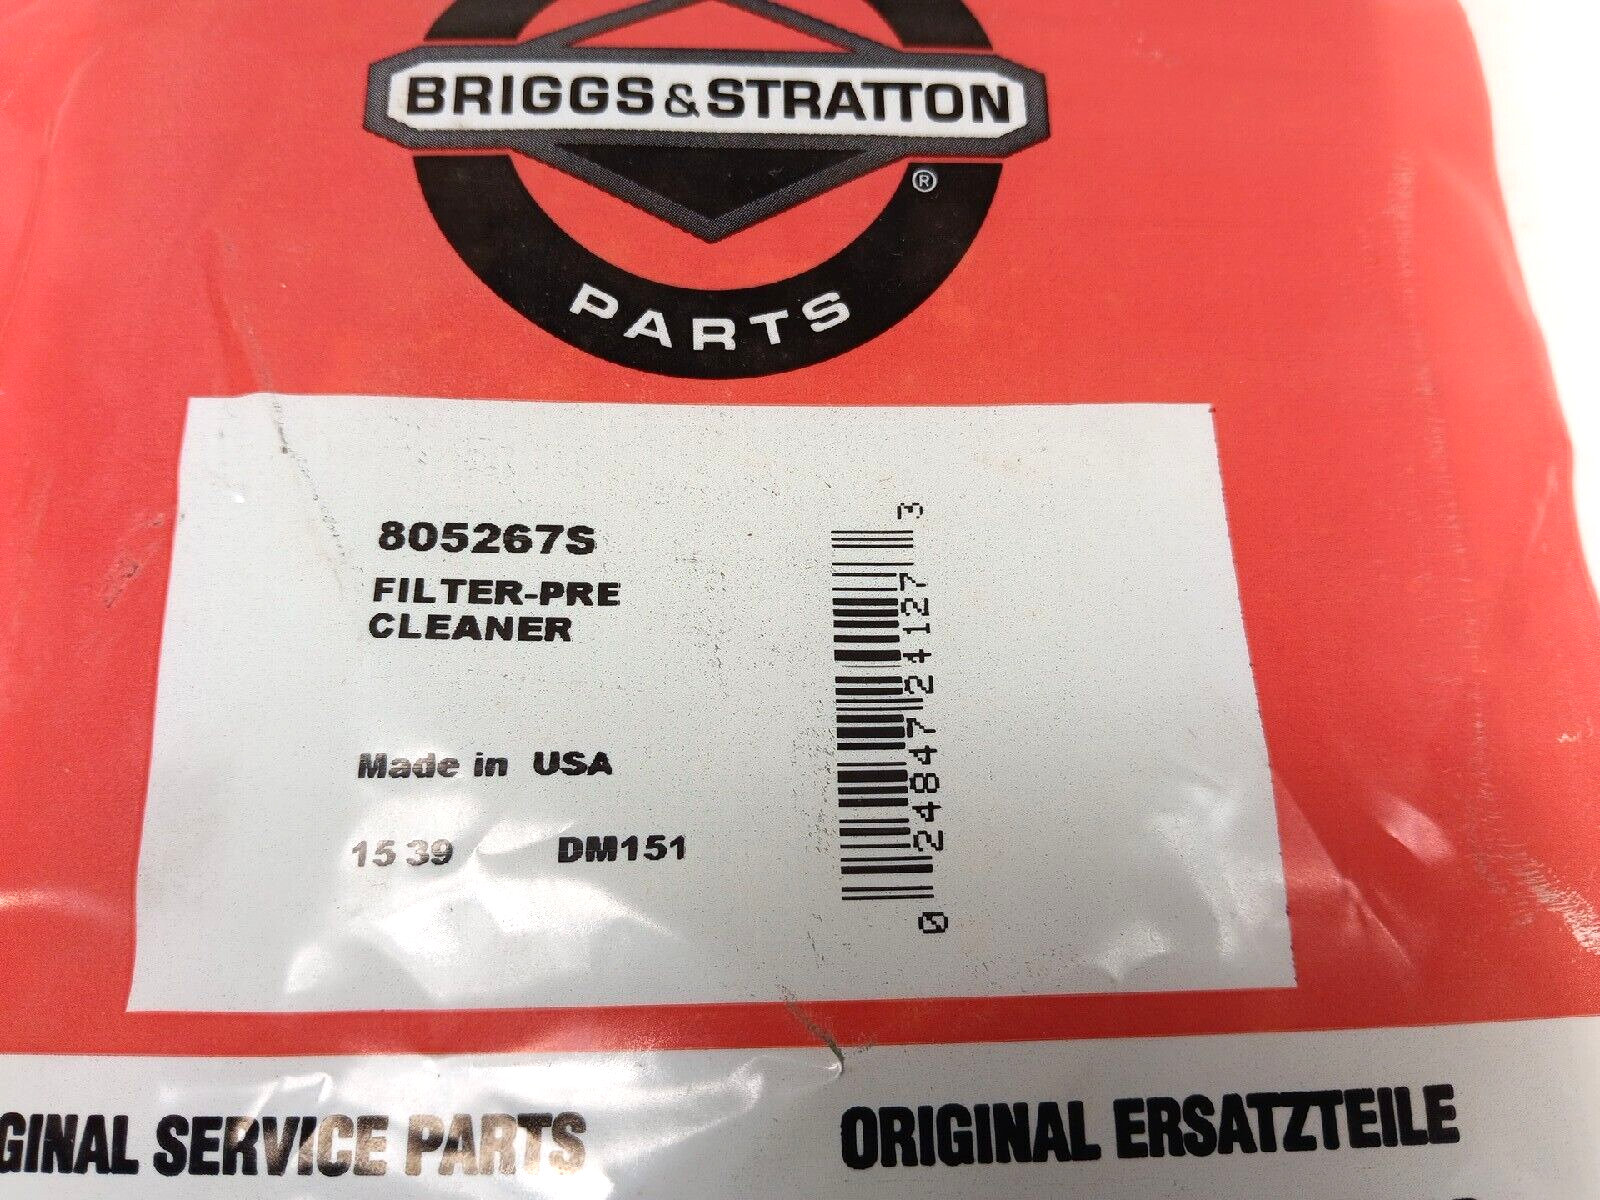 BRIGGS & STRATTON
®
PARTS
805267S
FILTER-PRE
CLEANER
Made in USA
15 39 DM151
0 24847 24127 3
GINAL SERVICE PARTS
ORIGINAL ERSATZTEILE